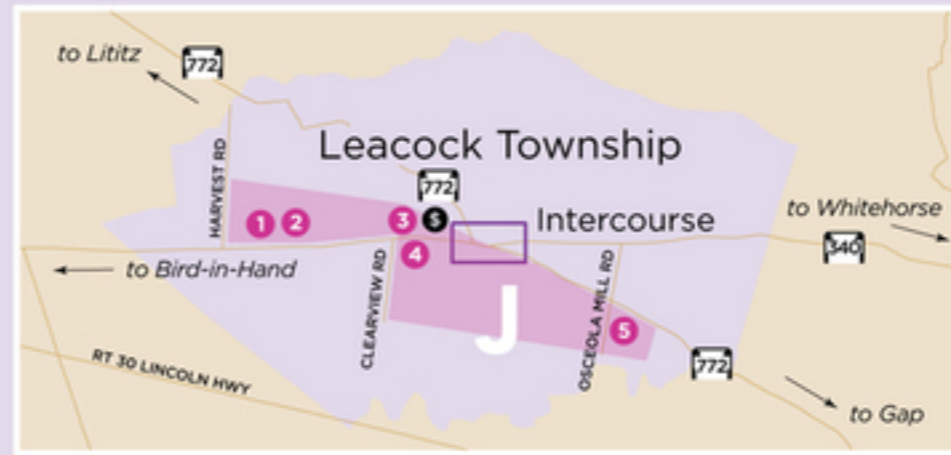 to Lititz
772
Leacock Township
HARVEST RD
772
1
2
3
$
Intercourse
to Whitehorse
340
4
to Bird-in-Hand
CLEARVIEW RD
J
OSCEOLA MILL RD
5
RT 30 LINCOLN HWY
772
to Gap